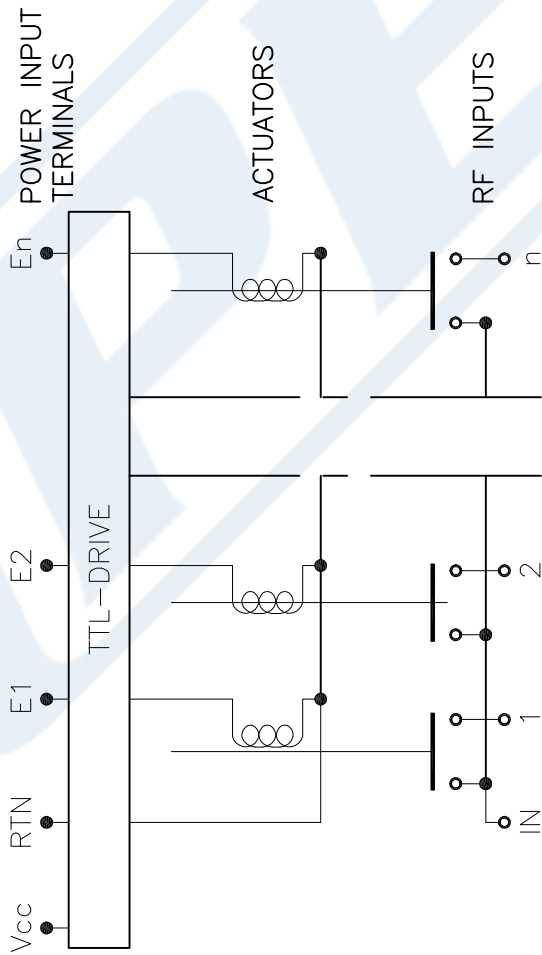 POWER INPUT
TERMINALS
Vcc
RTN
E1
E2
En
TTL-DRIVE
ACTUATORS
RF INPUTS
IN
1
2
n